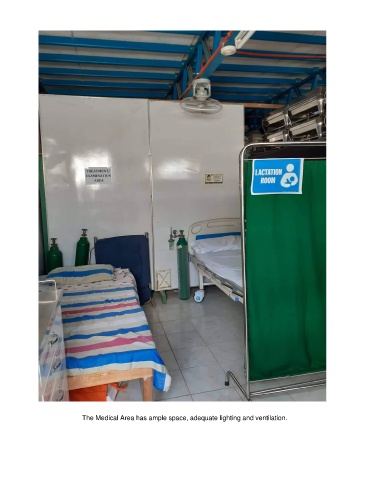 TREATMENT/
EXAMINATION
AREA
LACTATION
ROOM
The Medical Area has ample space, adequate lighting and ventilation.